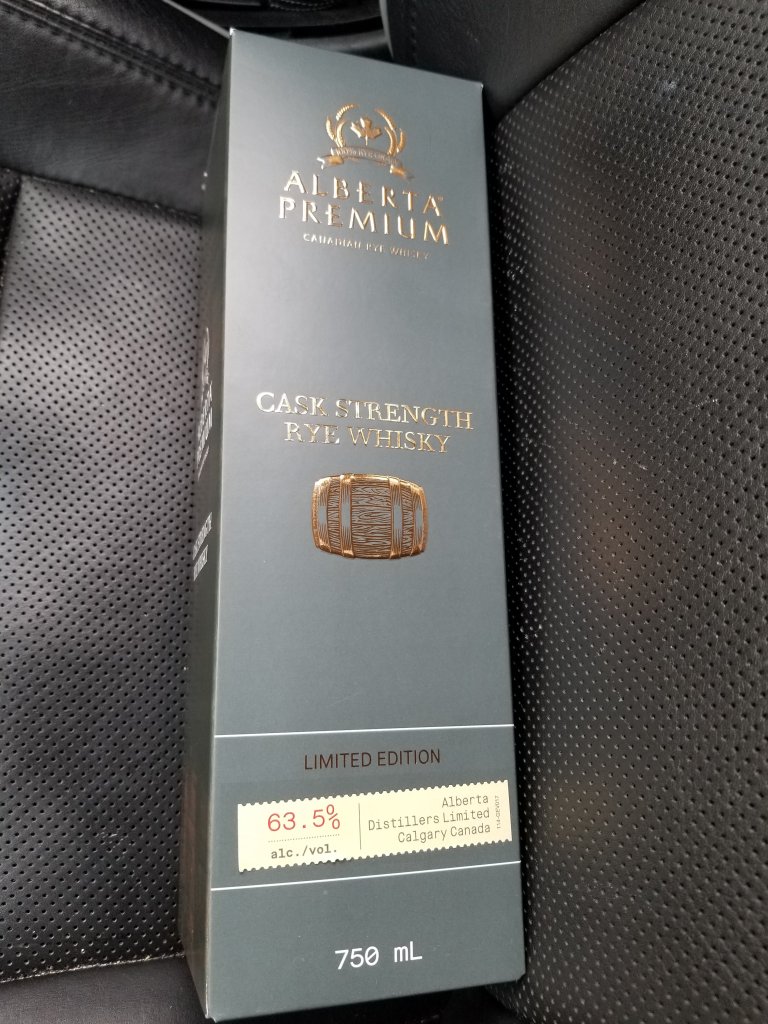 ALBERTA
PREMIUM
CANADIAN RYE WHISKY
CASK STRENGTH
RYE WHISKY
LIMITED EDITION
63.5%
alc./vol.
Alberta
Distillers Limited
Calgary Canada
750 mL